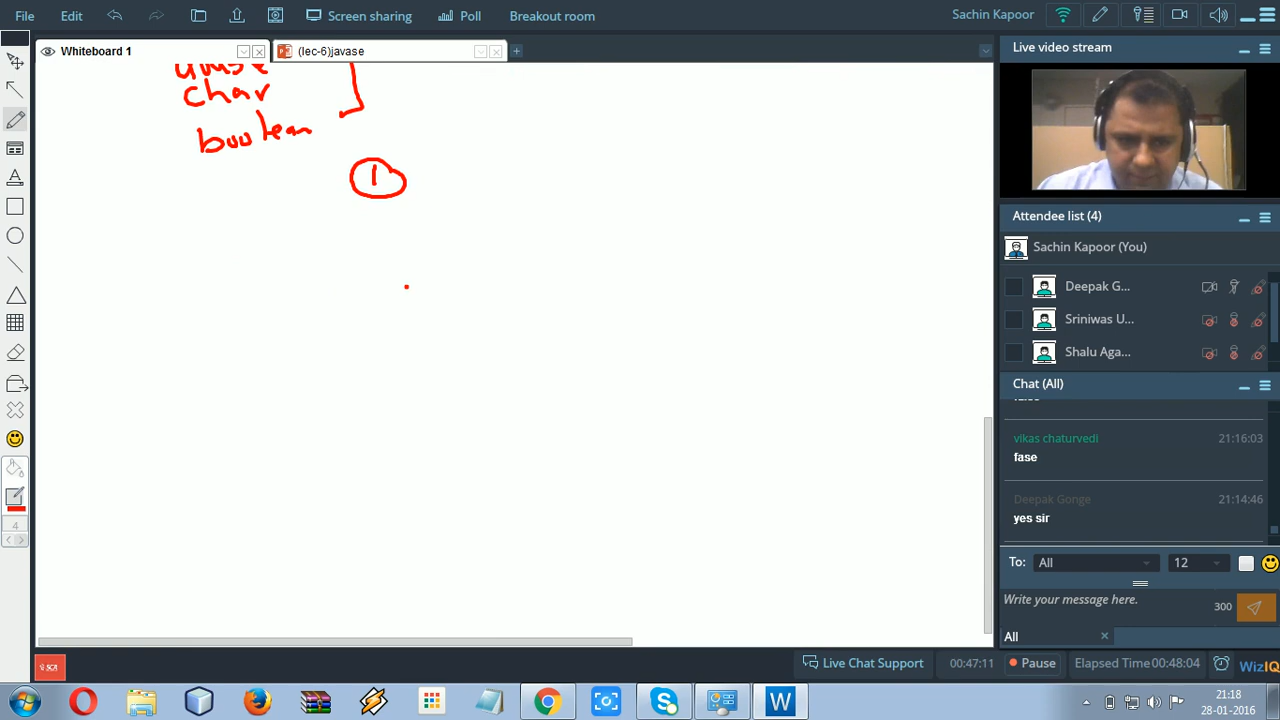 File Edit Screen sharing Poll Breakout room Sachin Kapoor
Whiteboard 1 (lec-6)javase
char
boolean
1
Live video stream
Attendee list (4)
Sachin Kapoor (You)
Deepak G...
Sriniwas U...
Shalu Aga...
Chat (All)
vikas chaturvedi 21:16:03
fase
Deepak Gonge 21:14:46
yes sir
To: All 12
Write your message here. 300
All
4
SCR
Live Chat Support 00:47:11 Pause Elapsed Time 00:48:04 WizIQ
21:18
28-01-2016